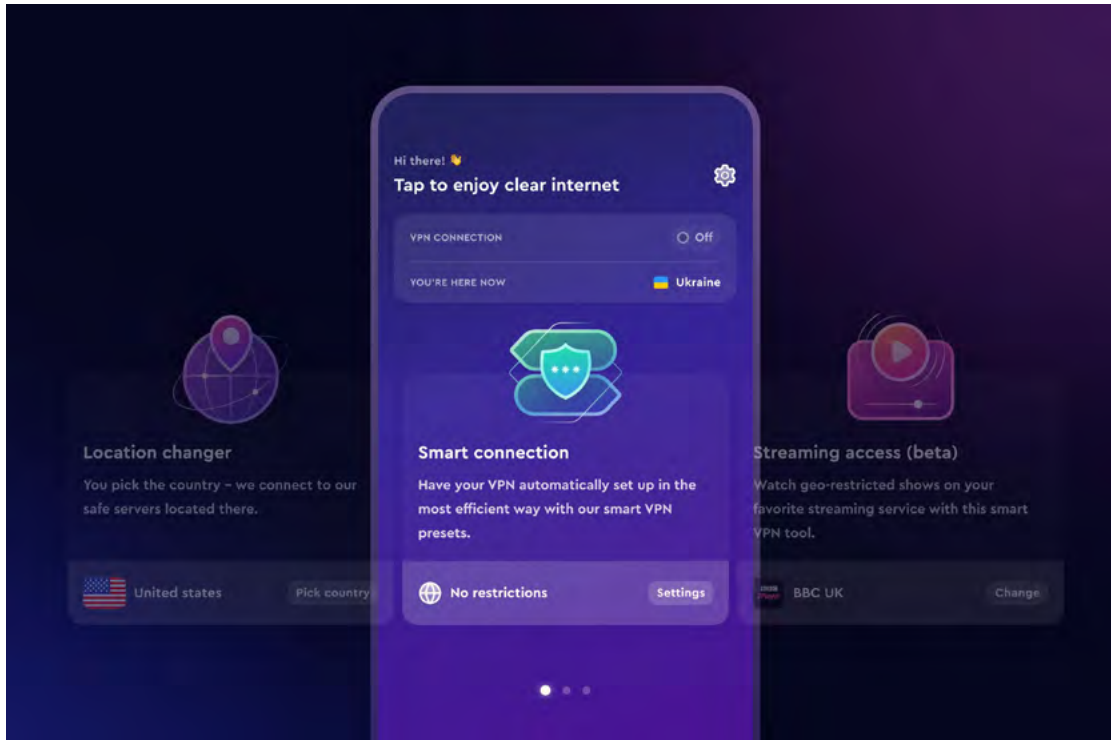 Hi there! 👋
Tap to enjoy clear internet
VPN CONNECTION
Off
YOU'RE HERE NOW
Ukraine
Location changer
You pick the country – we connect to our
safe servers located there.
United states
Pick country
Smart connection
Have your VPN automatically set up in the
most efficient way with our smart VPN
presets.
No restrictions
Settings
Streaming access (beta)
Watch geo-restricted shows on your
favorite streaming service with this smart
VPN tool.
BBC UK
Change